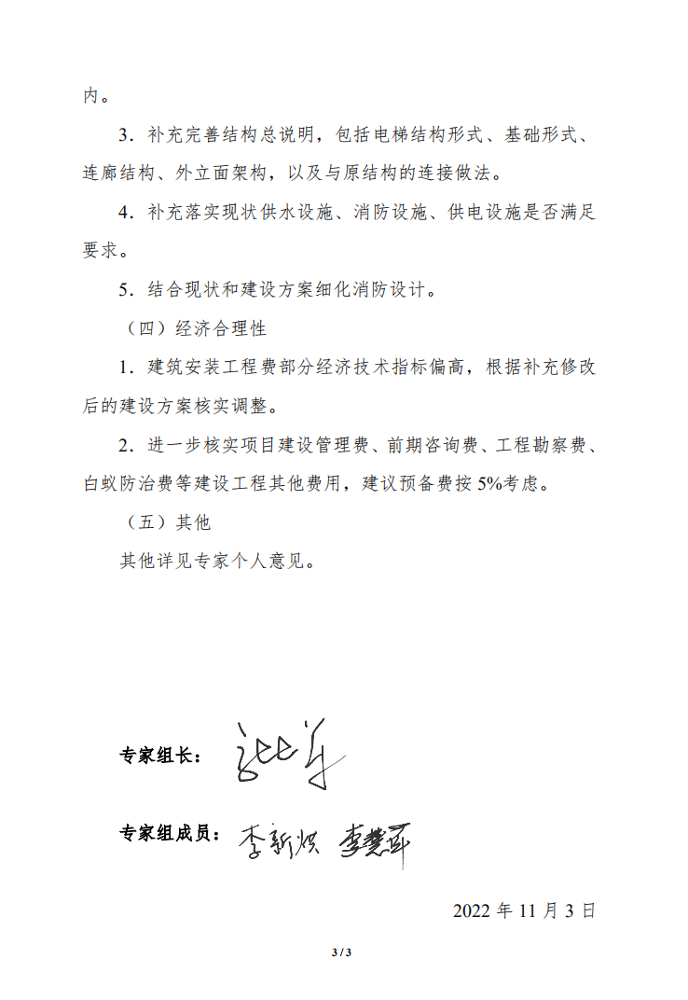 内。
3．补充完善结构总说明，包括电梯结构形式、基础形式、
连廊结构、外立面架构，以及与原结构的连接做法。
4．补充落实现状供水设施、消防设施、供电设施是否满足
要求。
5．结合现状和建设方案细化消防设计。
（四）经济合理性
1．建筑安装工程费部分经济技术指标偏高，根据补充修改
后的建设方案核实调整。
2．进一步核实项目建设管理费、前期咨询费、工程勘察费、
白蚁防治费等建设工程其他费用，建议预备费按 5%考虑。
（五）其他
其他详见专家个人意见。
专家组长：
专家组成员：李新
2022 年 11 月 3 日
3 / 3